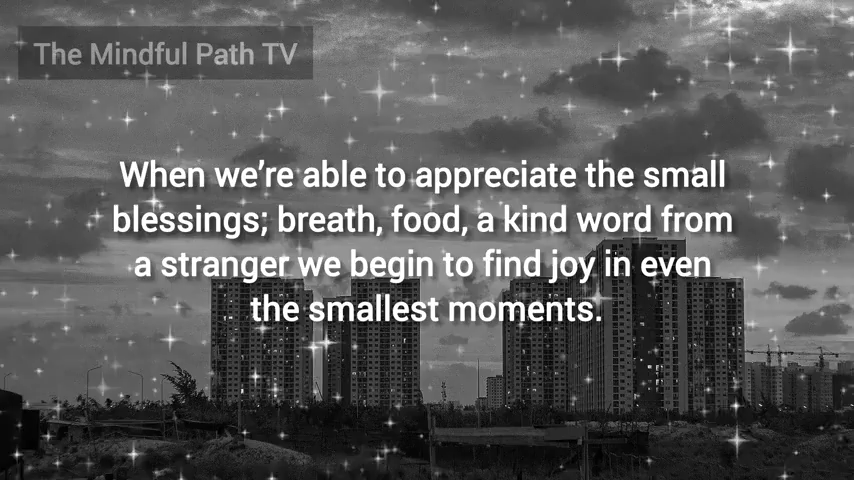 The Mindful Path TV
When we’re able to appreciate the small
blessings; breath, food, a kind word from
a stranger we begin to find joy in even
the smallest moments.